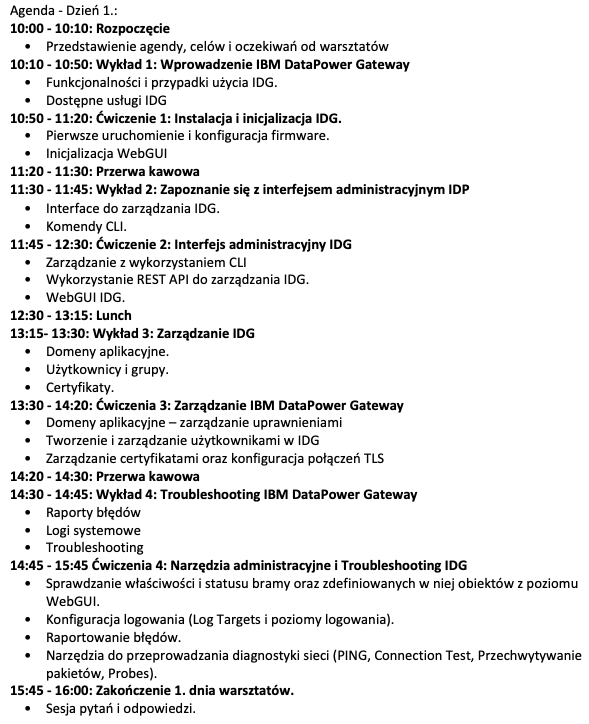 Agenda - Dzień 1.:
10:00 - 10:10: Rozpoczęcie
• Przedstawienie agendy, celów i oczekiwań od warsztatów
10:10 - 10:50: Wykład 1: Wprowadzenie IBM DataPower Gateway
• Funkcjonalności i przypadki użycia IDG.
• Dostępne usługi IDG
10:50 - 11:20: Ćwiczenie 1: Instalacja i inicjalizacja IDG.
• Pierwsze uruchomienie i konfiguracja firmware.
• Inicjalizacja WebGUI
11:20 - 11:30: Przerwa kawowa
11:30 - 11:45: Wykład 2: Zapoznanie się z interfejsem administracyjnym IDP
• Interface do zarządzania IDG.
• Komendy CLI.
11:45 - 12:30: Ćwiczenie 2: Interfejs administracyjny IDG
• Zarządzanie z wykorzystaniem CLI
• Wykorzystanie REST API do zarządzania IDG.
• WebGUI IDG.
12:30 - 13:15: Lunch
13:15- 13:30: Wykład 3: Zarządzanie IDG
• Domeny aplikacyjne.
• Użytkownicy i grupy.
• Certyfikaty.
13:30 - 14:20: Ćwiczenia 3: Zarządzanie IBM DataPower Gateway
• Domeny aplikacyjne – zarządzanie uprawnieniami
• Tworzenie i zarządzanie użytkownikami w IDG
• Zarządzanie certyfikatami oraz konfiguracja połączeń TLS
14:20 - 14:30: Przerwa kawowa
14:30 - 14:45: Wykład 4: Troubleshooting IBM DataPower Gateway
• Raporty błędów
• Logi systemowe
• Troubleshooting
14:45 - 15:45 Ćwiczenia 4: Narzędzia administracyjne i Troubleshooting IDG
• Sprawdzanie właściwości i statusu bramy oraz zdefiniowanych w niej obiektów z poziomu
WebGUI.
• Konfiguracja logowania (Log Targets i poziomy logowania).
• Raportowanie błędów.
• Narzędzia do przeprowadzania diagnostyki sieci (PING, Connection Test, Przechwytywanie
pakietów, Probes).
15:45 - 16:00: Zakończenie 1. dnia warsztatów.
• Sesja pytań i odpowiedzi.